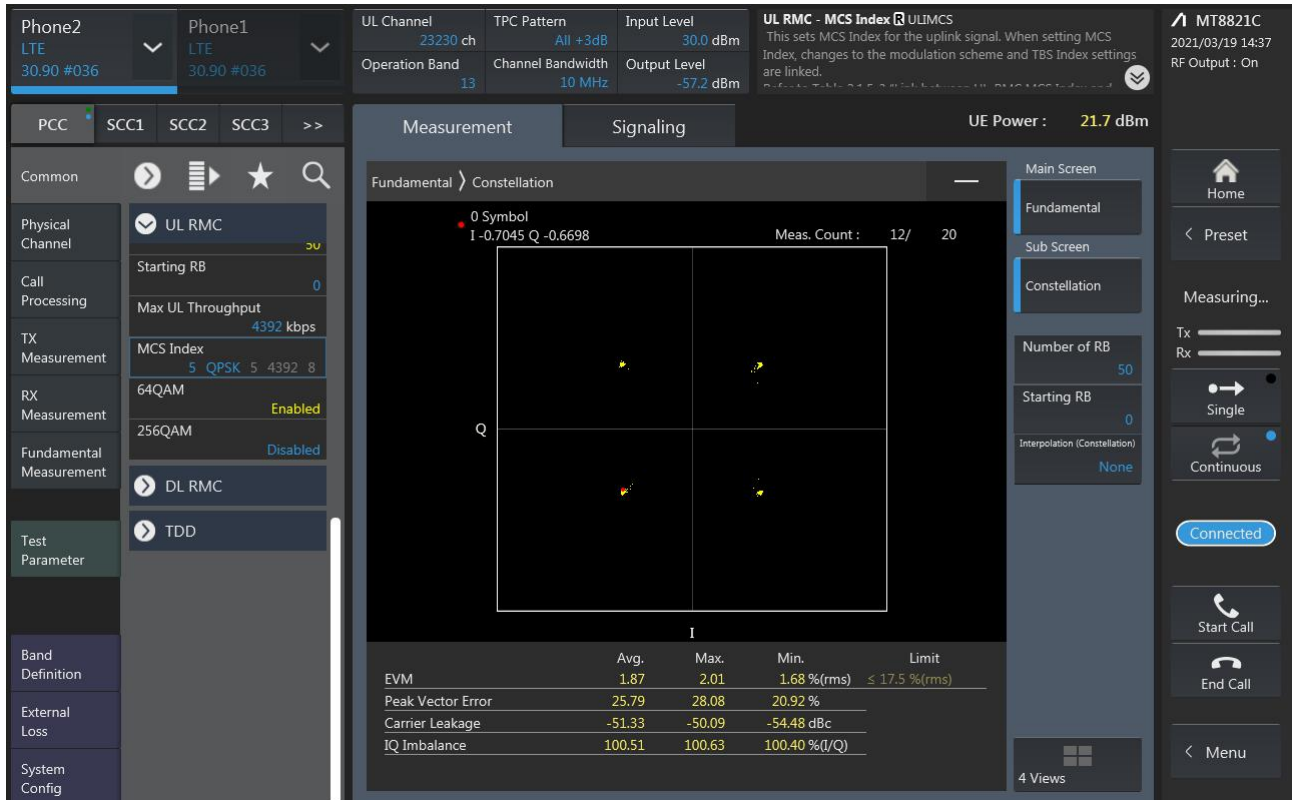 Phone2
LTE
30.90 #036
Phone1
LTE
30.90 #036
UL Channel
23230 ch
TPC Pattern
All +3dB
Input Level
30.0 dBm
Operation Band
13
Channel Bandwidth
10 MHz
Output Level
-57.2 dBm
UL RMC - MCS Index R ULIMCS
This sets MCS Index for the uplink signal. When setting MCS
Index, changes to the modulation scheme and TBS Index settings
are linked.
MT8821C
2021/03/19 14:37
RF Output : On
PCC
SCC1
SCC2
SCC3
>>
Measurement
Signaling
UE Power : 21.7 dBm
Common
Physical
Channel
Call
Processing
TX
Measurement
RX
Measurement
Fundamental
Measurement
Test
Parameter
Band
Definition
External
Loss
System
Config
UL RMC
50
Starting RB
0
Max UL Throughput
4392 kbps
MCS Index
5 QPSK 5 4392 8
64QAM
Enabled
256QAM
Disabled
DL RMC
TDD
Fundamental 〉 Constellation
0 Symbol
I -0.7045 Q -0.6698
Meas. Count : 12/ 20
Q
I
Avg. Max. Min. Limit
EVM 1.87 2.01 1.68 %(rms) ≤ 17.5 %(rms)
Peak Vector Error 25.79 28.08 20.92 %
Carrier Leakage -51.33 -50.09 -54.48 dBc
IQ Imbalance 100.51 100.63 100.40 %(I/Q)
Main Screen
Fundamental
Sub Screen
Constellation
Number of RB
50
Starting RB
0
Interpolation (Constellation)
None
4 Views
Home
< Preset
Measuring...
Tx
Rx
Single
Continuous
Connected
Start Call
End Call
< Menu